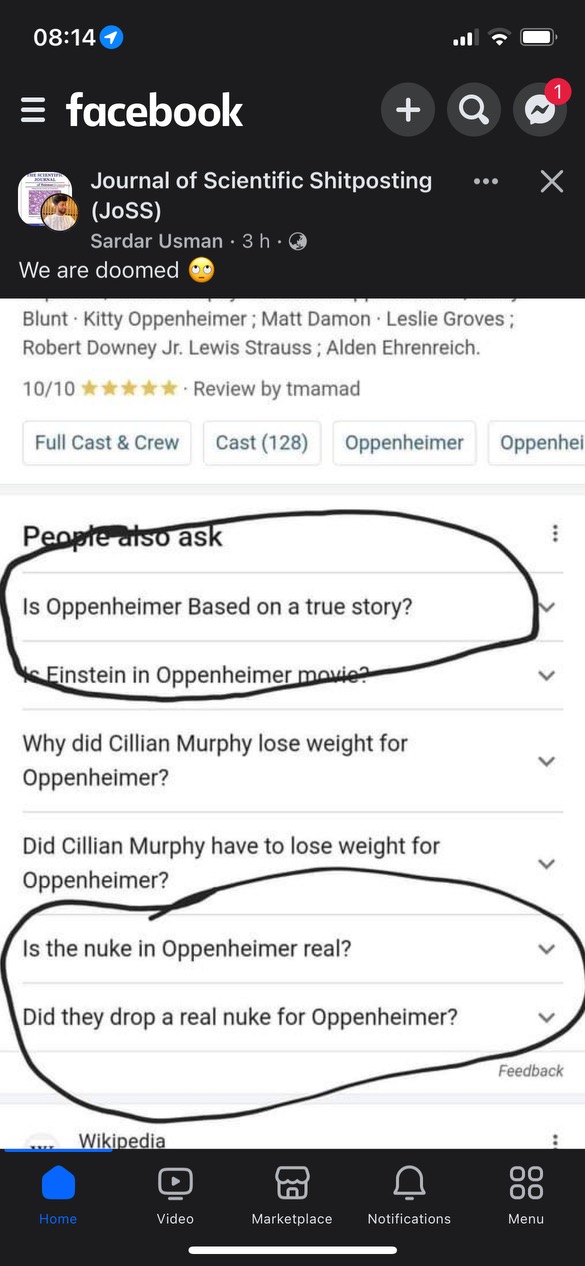 08:14
facebook
1
Journal of Scientific Shitposting
(JoSS)
Sardar Usman · 3 h ·
We are doomed 🙄
Blunt · Kitty Oppenheimer ; Matt Damon · Leslie Groves ;
Robert Downey Jr. Lewis Strauss ; Alden Ehrenreich.
10/10 ★★★★★ · Review by tmamad
Full Cast & Crew
Cast (128)
Oppenheimer
Oppenhei
People also ask
Is Oppenheimer Based on a true story?
Is Einstein in Oppenheimer movie?
Why did Cillian Murphy lose weight for
Oppenheimer?
Did Cillian Murphy have to lose weight for
Oppenheimer?
Is the nuke in Oppenheimer real?
Did they drop a real nuke for Oppenheimer?
Feedback
Wikipedia
Home
Video
Marketplace
Notifications
Menu